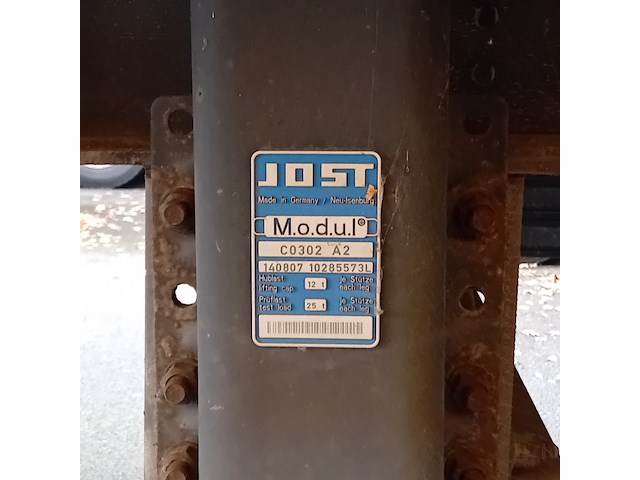 JOST
Made in Germany / Neu-Isenburg
M.o.d.u.l®
C0302 A2
140807 10285573L
Hublast 12 t je Stütze
lifting cap. each leg
Prüflast 25 t je Stütze
test load each leg